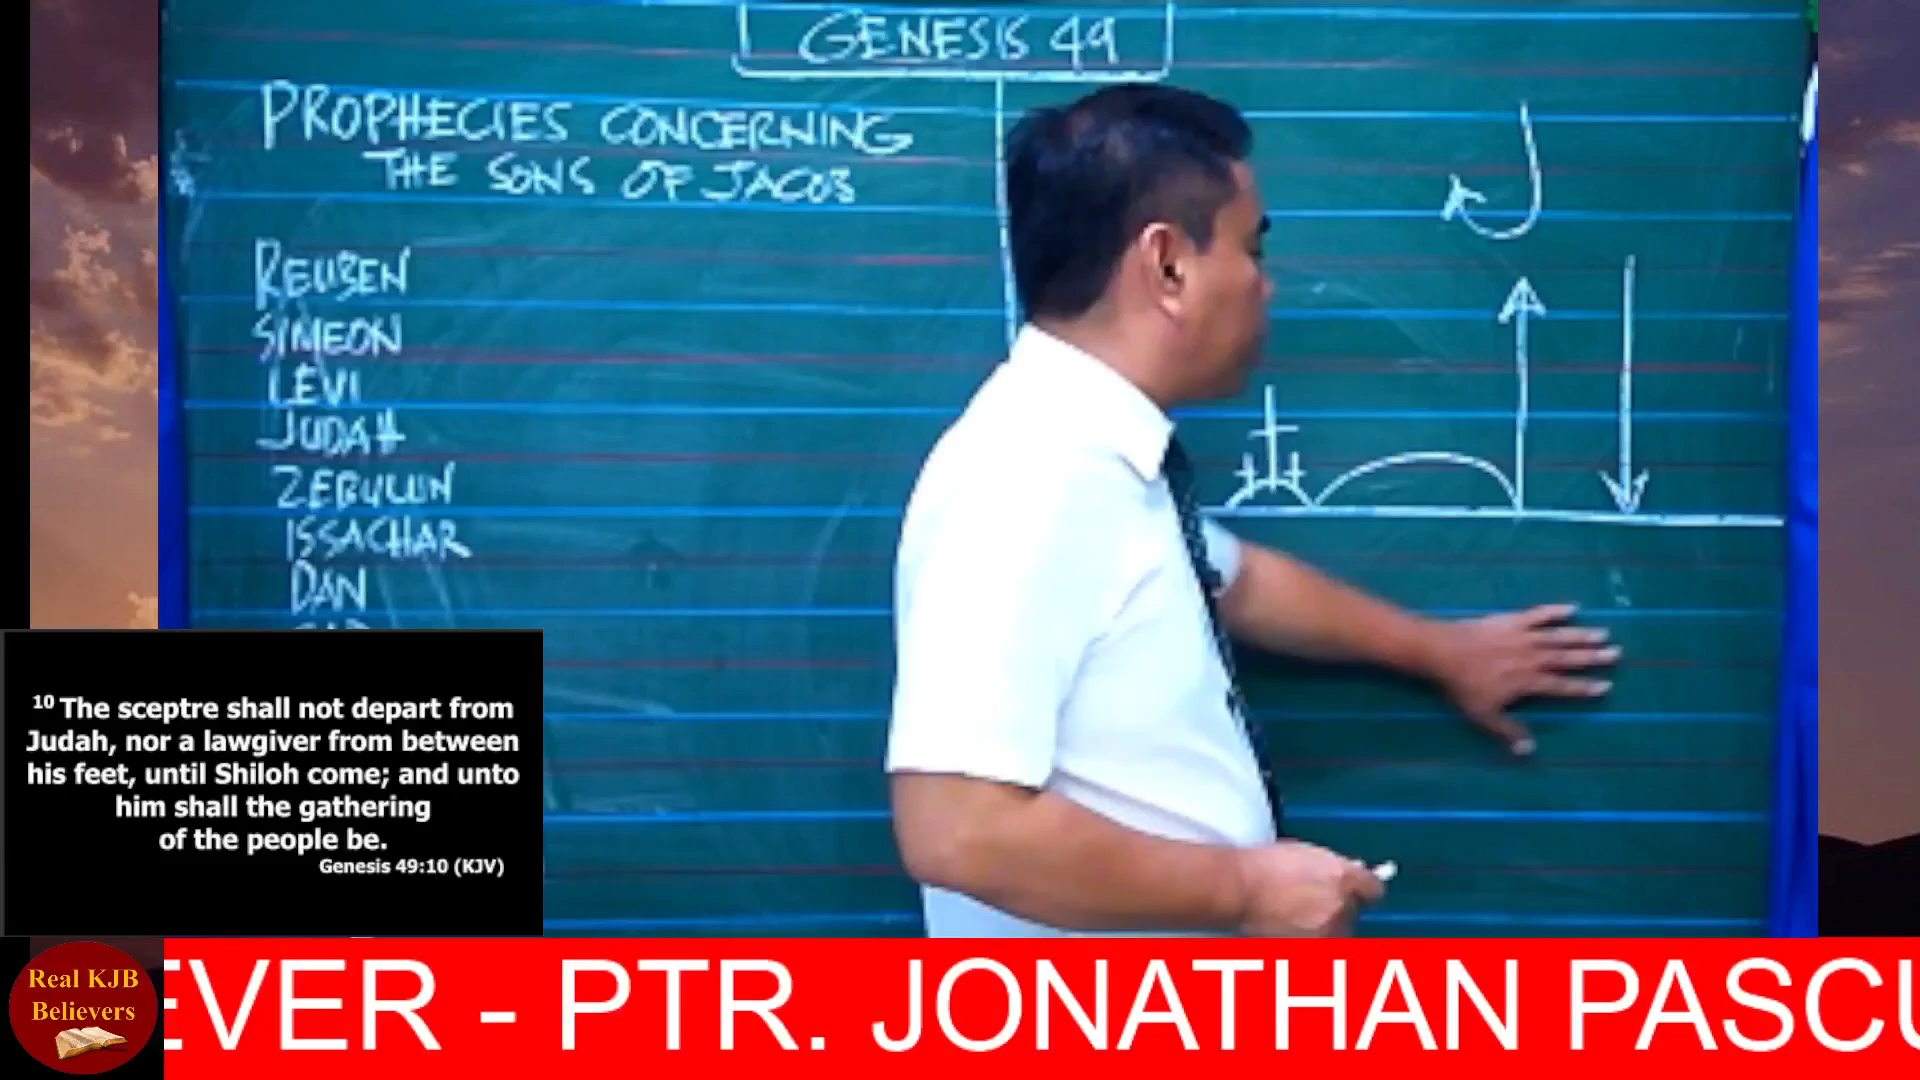 GENESIS 49
PROPHECIES CONCERNING
THE SONS OF JACOB
REUBEN
SIMEON
LEVI
JUDAH
ZEBULUN
ISSACHAR
DAN
10 The sceptre shall not depart from
Judah, nor a lawgiver from between
his feet, until Shiloh come; and unto
him shall the gathering
of the people be.
Genesis 49:10 (KJV)
Real KJB
Believers
EVER - PTR. JONATHAN PASCU